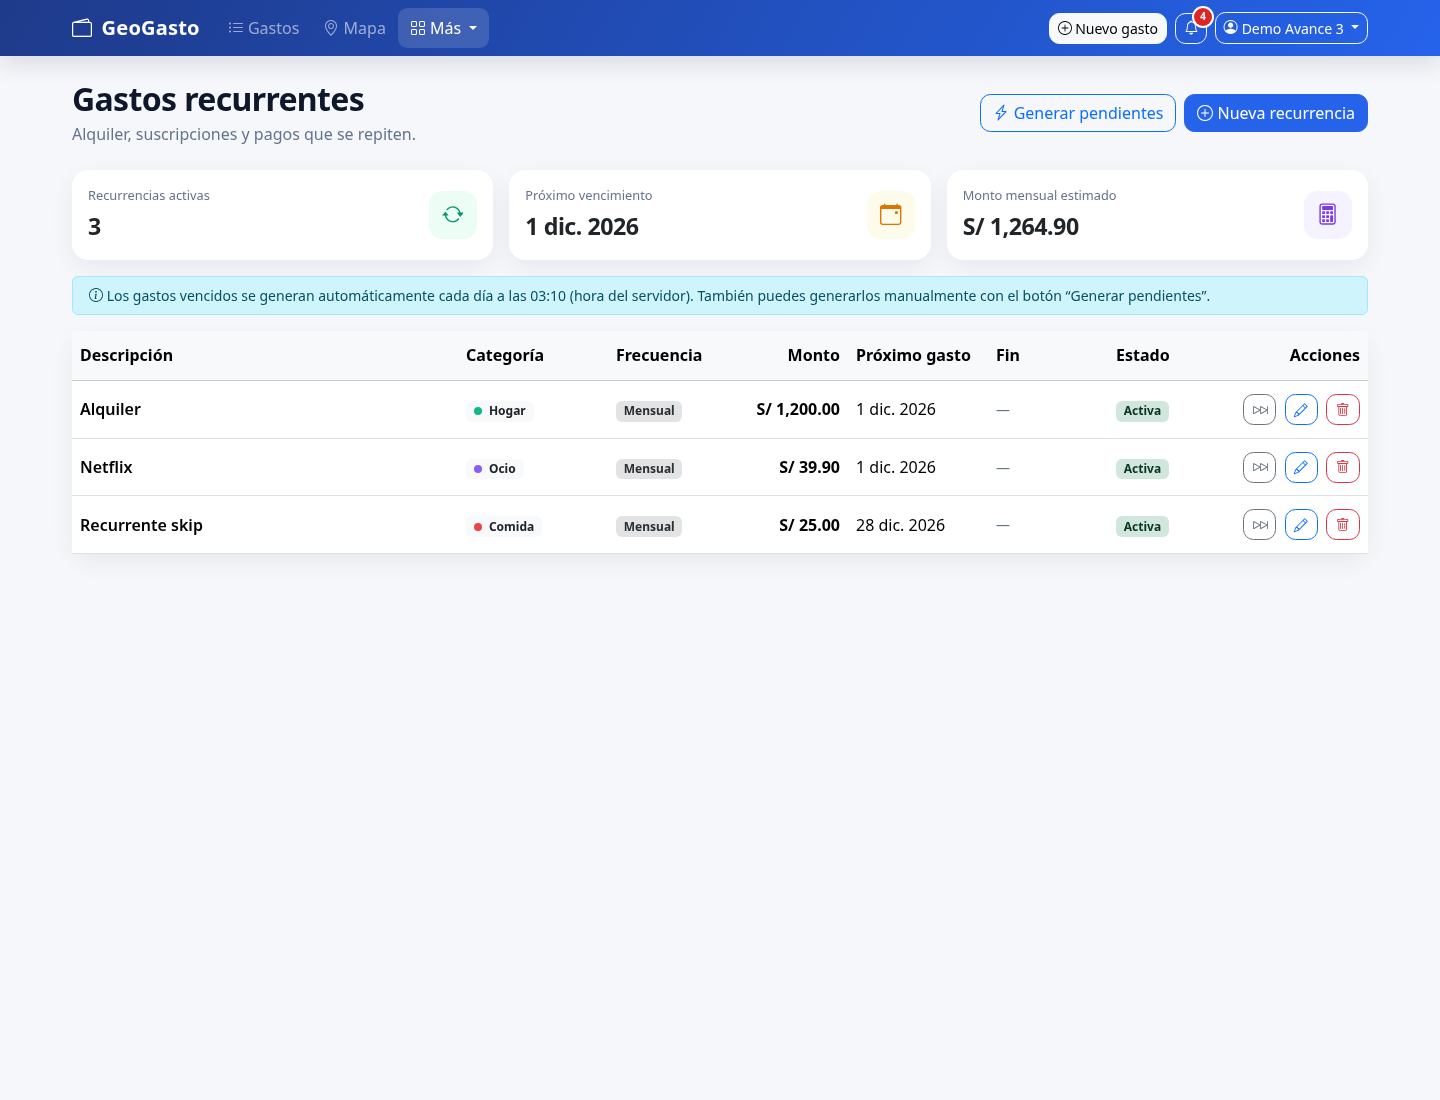 GeoGasto Gastos Mapa Más Nuevo gasto 4 Demo Avance 3
Gastos recurrentes
Alquiler, suscripciones y pagos que se repiten.
Generar pendientes Nueva recurrencia
Recurrencias activas
3
Próximo vencimiento
1 dic. 2026
Monto mensual estimado
S/ 1,264.90
Los gastos vencidos se generan automáticamente cada día a las 03:10 (hora del servidor). También puedes generarlos manualmente con el botón “Generar pendientes”.
Descripción Categoría Frecuencia Monto Próximo gasto Fin Estado Acciones
Alquiler Hogar Mensual S/ 1,200.00 1 dic. 2026 — Activa
Netflix Ocio Mensual S/ 39.90 1 dic. 2026 — Activa
Recurrente skip Comida Mensual S/ 25.00 28 dic. 2026 — Activa